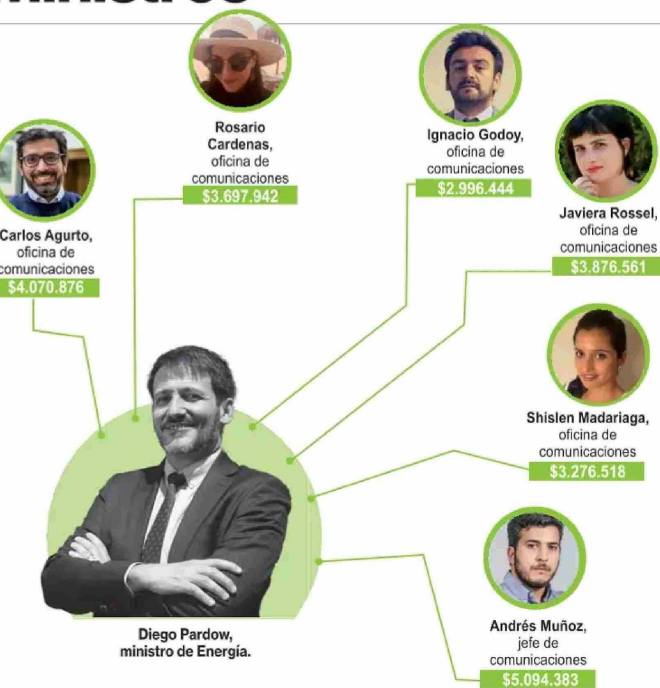 ministros
Rosario
Cardenas,
oficina de
comunicaciones
$3.697.942
Ignacio Godoy,
oficina de
comunicaciones
$2.996.444
Carlos Agurto,
oficina de
comunicaciones
$4.070.876
Javiera Rossel,
oficina de
comunicaciones
$3.876.561
Shislen Madariaga,
oficina de
comunicaciones
$3.276.518
Andrés Muñoz,
jefe de
comunicaciones
$5.094.383
Diego Pardow,
ministro de Energía.